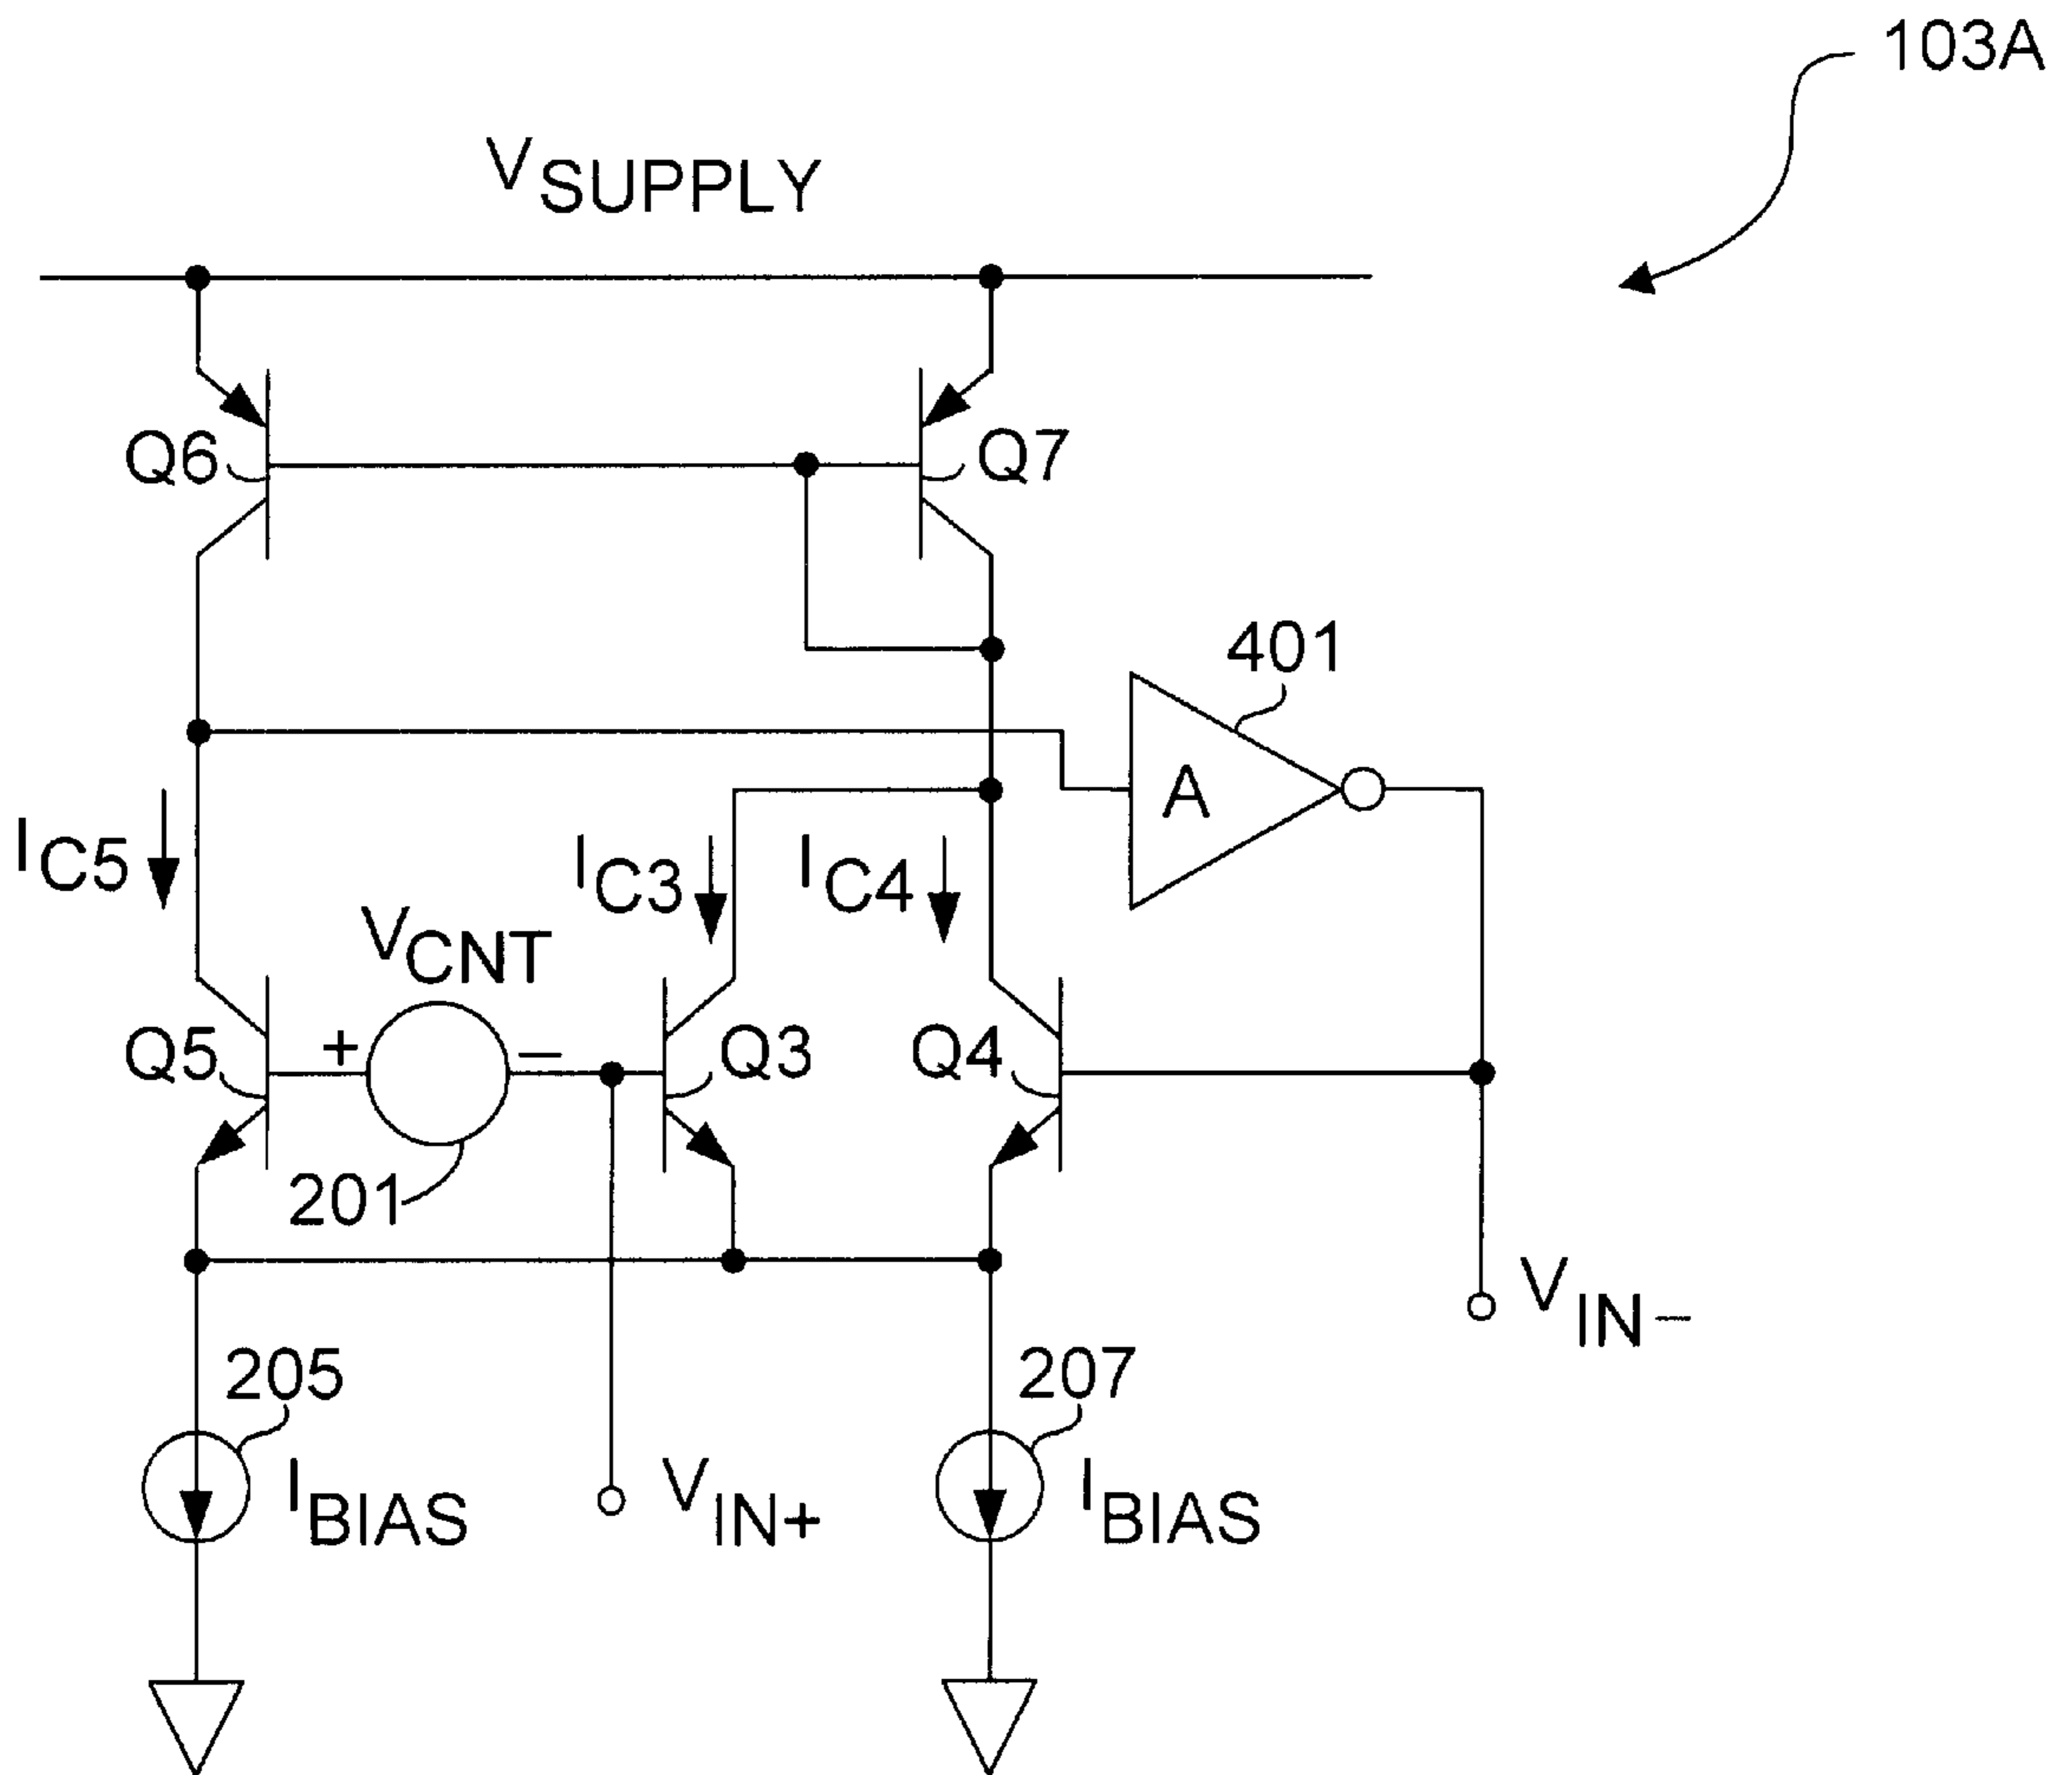 103A
VSUPPLY
Q6
Q7
401
A
IC5
IC3
IC4
VCNT
Q5
+
−
Q3
Q4
201
VIN−
205
207
IBIAS
VIN+
IBIAS